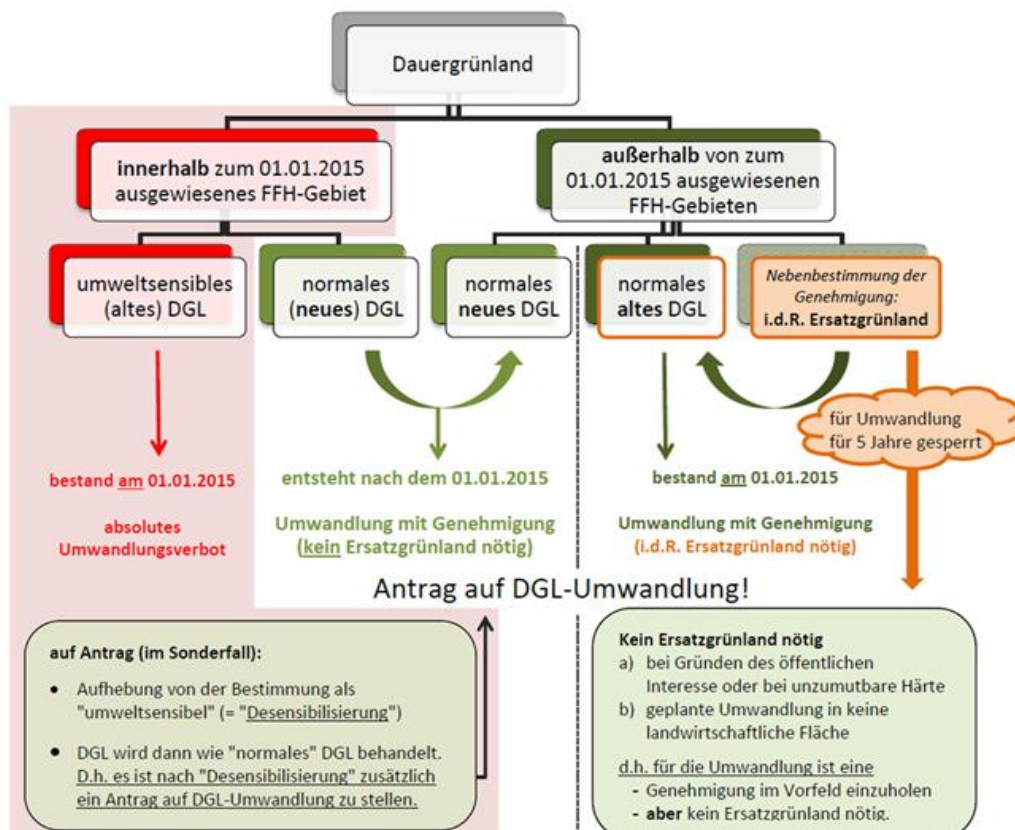 Dauergrünland
innerhalb zum 01.01.2015
ausgewiesenes FFH-Gebiet
außerhalb von zum
01.01.2015 ausgewiesenen
FFH-Gebieten
umweltsensibles
(altes) DGL
normales
(neues) DGL
normales
neues DGL
normales
altes DGL
Nebenbestimmung der
Genehmigung:
i.d.R. Ersatzgrünland
für Umwandlung
für 5 Jahre gesperrt
bestand am 01.01.2015
absolutes
Umwandlungsverbot
entsteht nach dem 01.01.2015
Umwandlung mit Genehmigung
(kein Ersatzgrünland nötig)
bestand am 01.01.2015
Umwandlung mit Genehmigung
(i.d.R. Ersatzgrünland nötig)
Antrag auf DGL-Umwandlung!
auf Antrag (im Sonderfall):
• Aufhebung von der Bestimmung als
"umweltsensibel" (= "Desensibilisierung")
• DGL wird dann wie "normales" DGL behandelt.
D.h. es ist nach "Desensibilisierung" zusätzlich
ein Antrag auf DGL-Umwandlung zu stellen.
Kein Ersatzgrünland nötig
a) bei Gründen des öffentlichen
Interesse oder bei unzumutbare Härte
b) geplante Umwandlung in keine
landwirtschaftliche Fläche
d.h. für die Umwandlung ist eine
- Genehmigung im Vorfeld einzuholen
- aber kein Ersatzgrünland nötig.